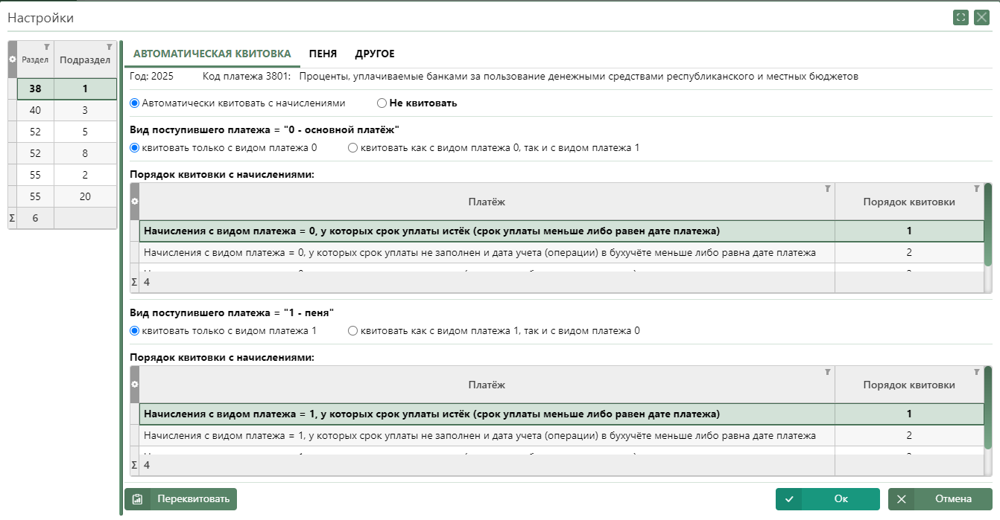 Настройки
Раздел Подраздел
38 1
40 3
52 5
52 8
55 2
55 20
Σ 6
АВТОМАТИЧЕСКАЯ КВИТОВКА ПЕНЯ ДРУГОЕ
Год: 2025 Код платежа 3801: Проценты, уплачиваемые банками за пользование денежными средствами республиканского и местных бюджетов
Автоматически квитовать с начислениями Не квитовать
Вид поступившего платежа = "0 - основной платёж"
квитовать только с видом платежа 0 квитовать как с видом платежа 0, так и с видом платежа 1
Порядок квитовки с начислениями:
Платёж Порядок квитовки
Начисления с видом платежа = 0, у которых срок уплаты истёк (срок уплаты меньше либо равен дате платежа) 1
Начисления с видом платежа = 0, у которых срок уплаты не заполнен и дата учета (операции) в бухучёте меньше либо равна дате платежа 2
Σ 4
Вид поступившего платежа = "1 - пеня"
квитовать только с видом платежа 1 квитовать как с видом платежа 1, так и с видом платежа 0
Порядок квитовки с начислениями:
Платёж Порядок квитовки
Начисления с видом платежа = 1, у которых срок уплаты истёк (срок уплаты меньше либо равен дате платежа) 1
Начисления с видом платежа = 1, у которых срок уплаты не заполнен и дата учета (операции) в бухучёте меньше либо равна дате платежа 2
Σ 4
Переквитовать Ок Отмена